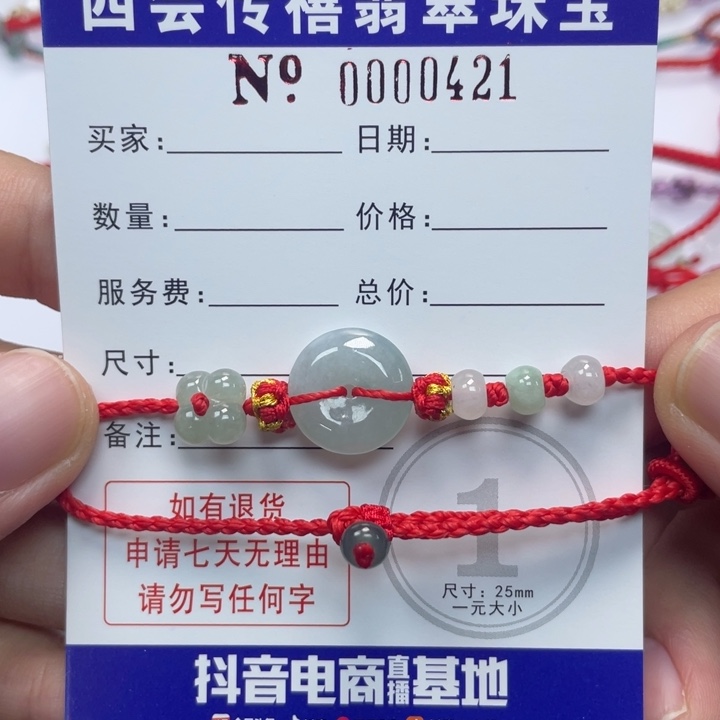 四会传禧翡翠珠宝
Nº 0000421
买家: 日期:
数量: 价格:
服务费: 总价:
尺寸:
备注:
如有退货
申请七天无理由
请勿写任何字
1
尺寸：25mm
一元大小
抖音电商直播基地